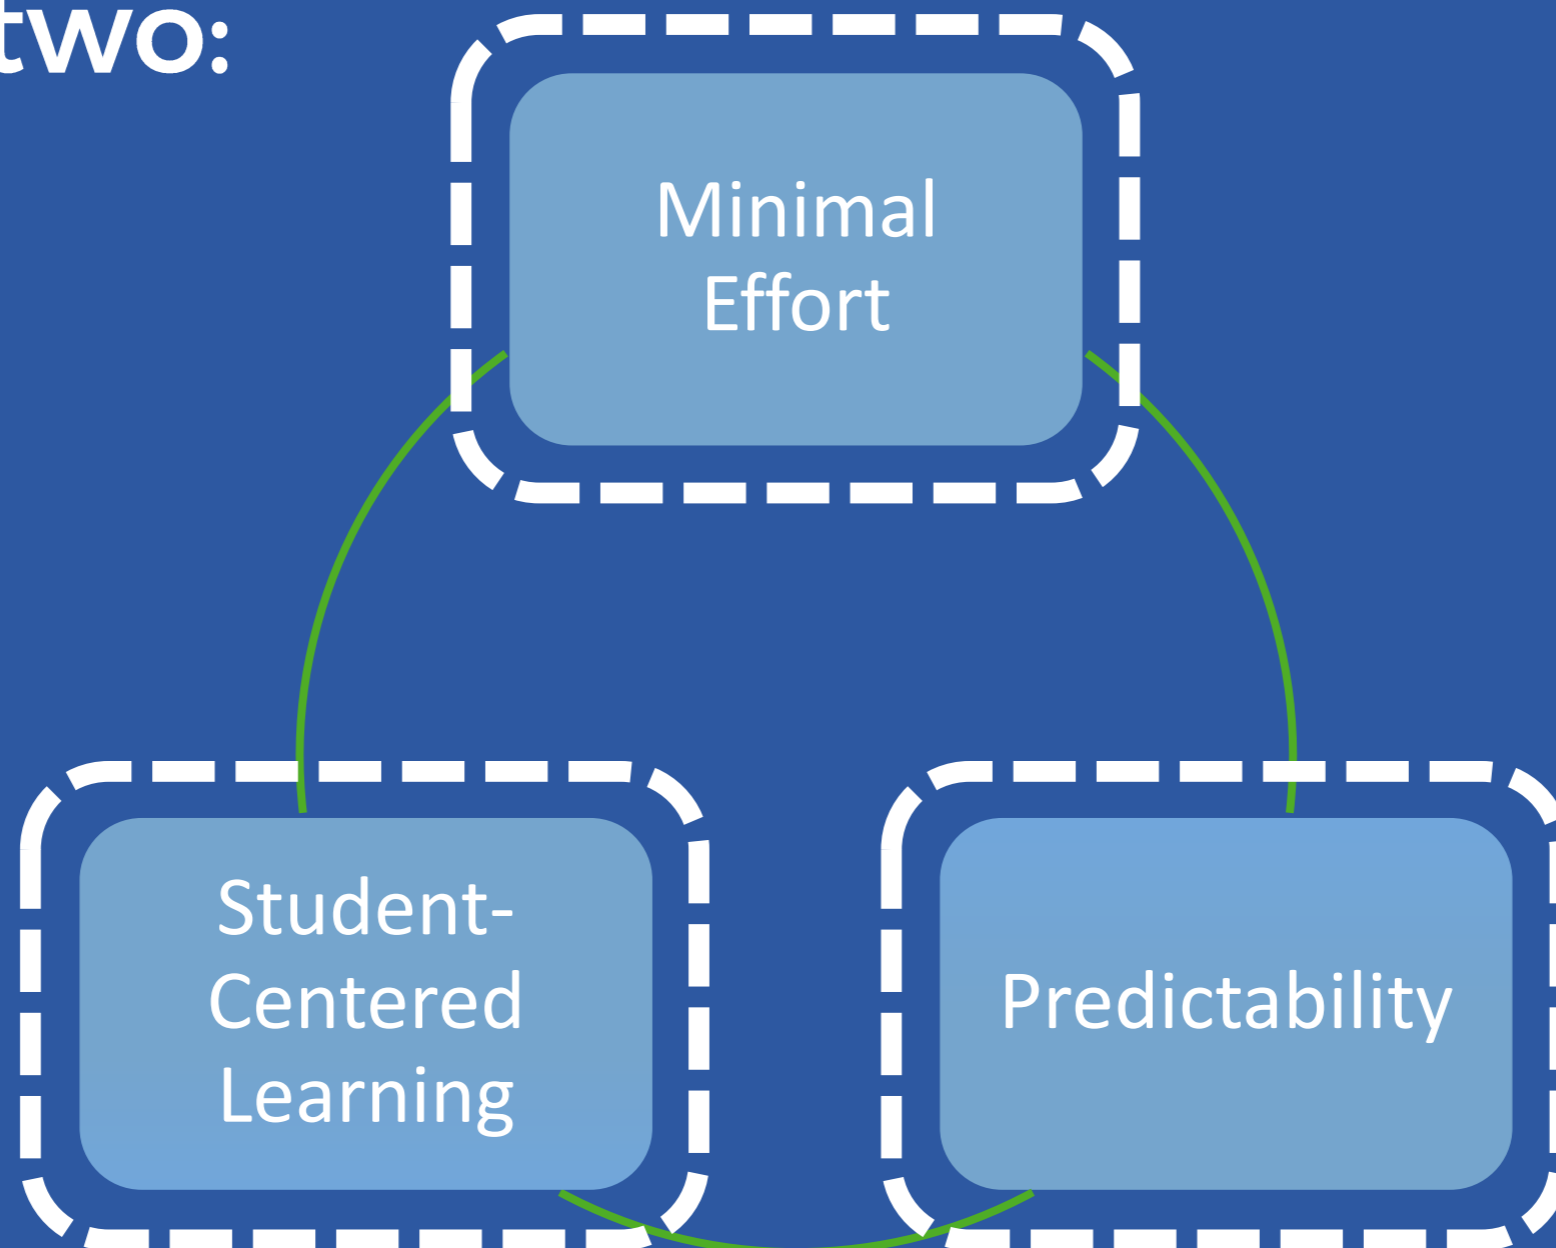 two:
Minimal
Effort
Student-
Centered
Learning
Predictability